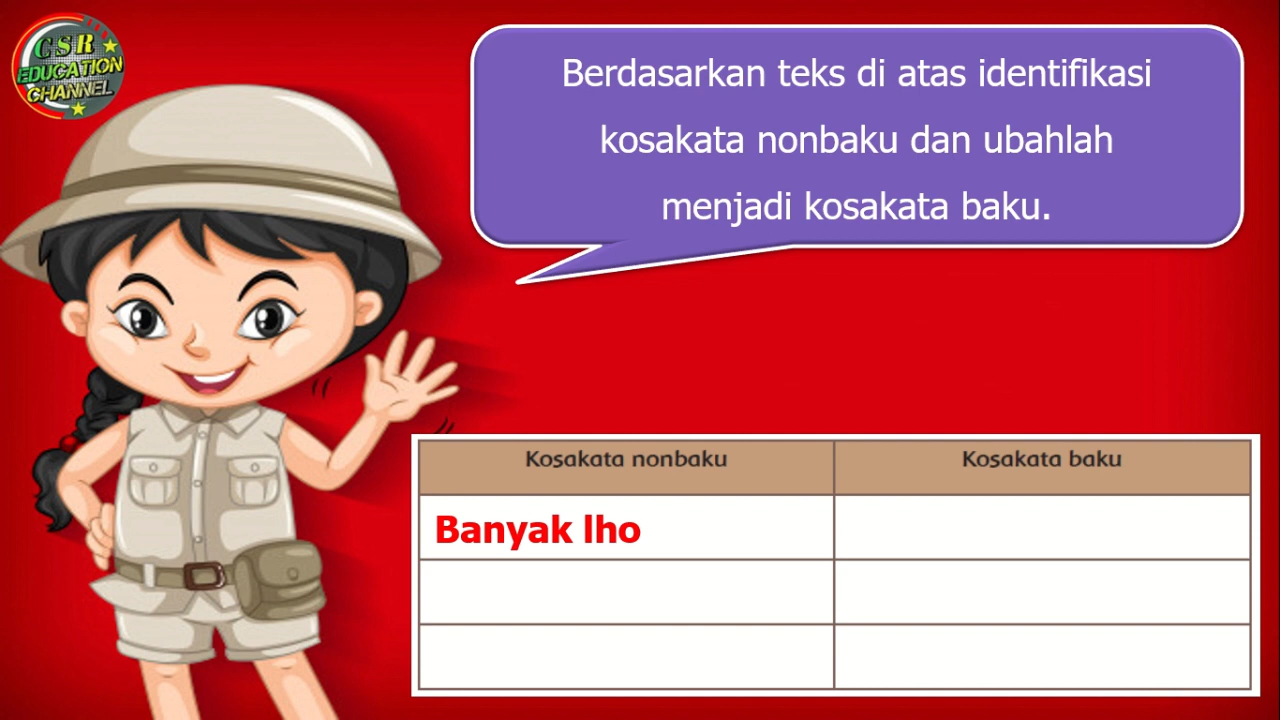 CSR
EDUCATION
CHANNEL
Berdasarkan teks di atas identifikasi
kosakata nonbaku dan ubahlah
menjadi kosakata baku.
Kosakata nonbaku Kosakata baku
Banyak lho